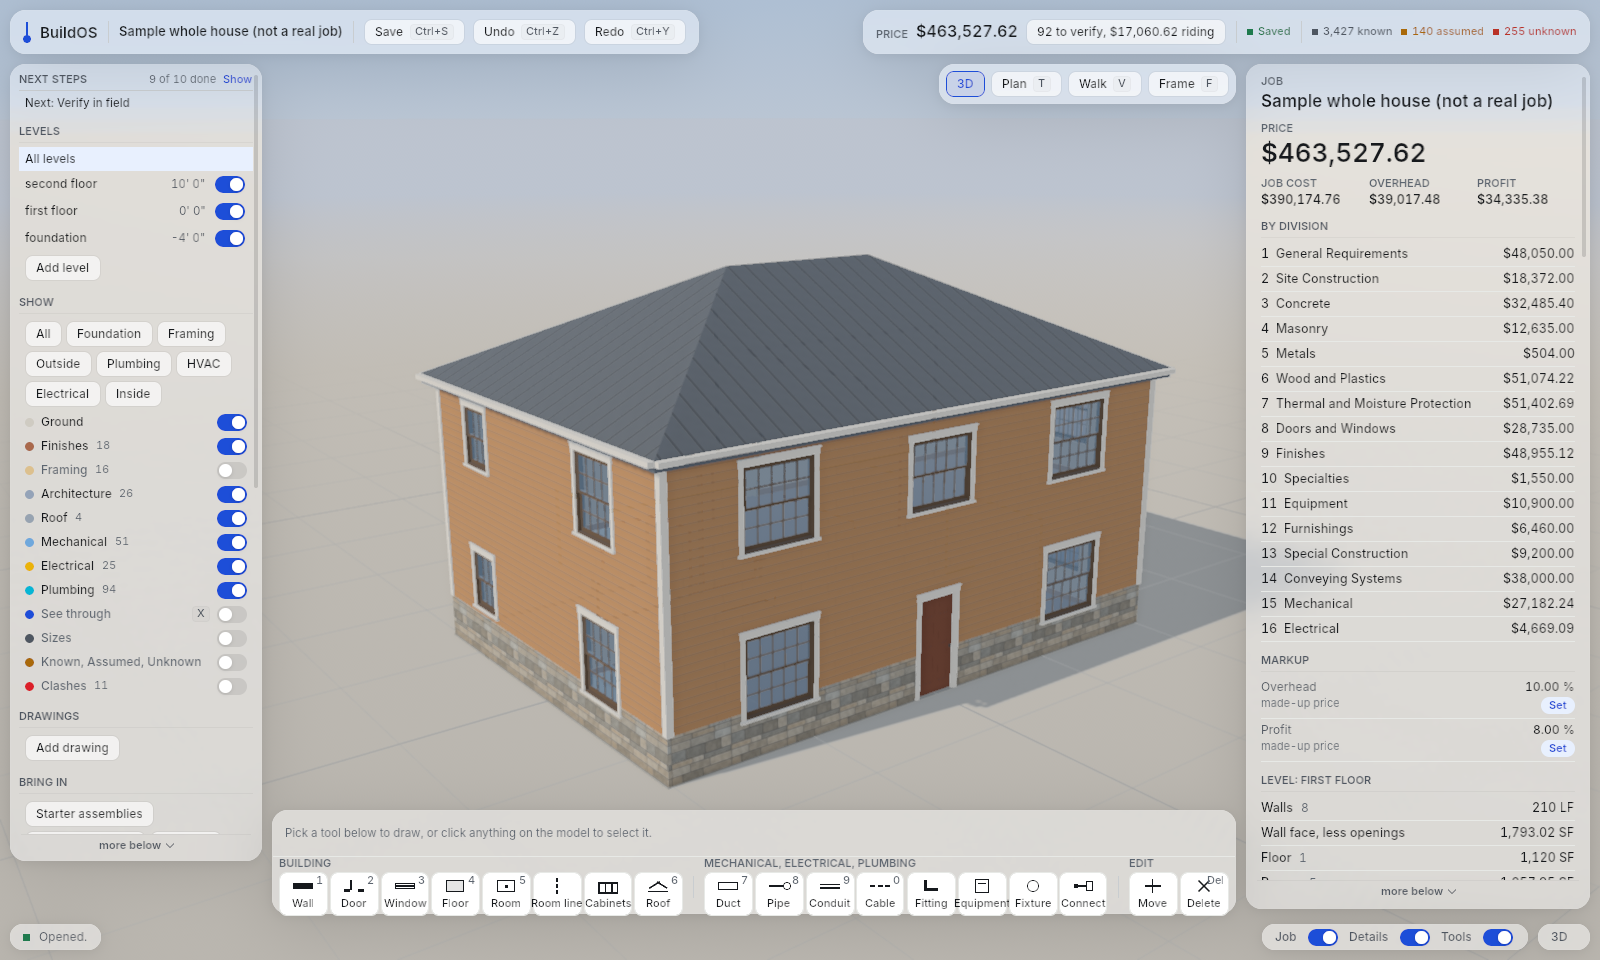 BuildOS
Sample whole house (not a real job)
Save Ctrl+S
Undo Ctrl+Z
Redo Ctrl+Y
PRICE $463,527.62
92 to verify, $17,060.62 riding
Saved
3,427 known
140 assumed
255 unknown
NEXT STEPS 9 of 10 done Show
Next: Verify in field
LEVELS
All levels
second floor 10' 0"
first floor 0' 0"
foundation -4' 0"
Add level
SHOW
All Foundation Framing
Outside Plumbing HVAC
Electrical Inside
Ground
Finishes 18
Framing 16
Architecture 26
Roof 4
Mechanical 51
Electrical 25
Plumbing 94
See through X
Sizes
Known, Assumed, Unknown
Clashes 11
DRAWINGS
Add drawing
BRING IN
Starter assemblies
more below
Opened.
3D Plan T Walk V Frame F
Pick a tool below to draw, or click anything on the model to select it.
BUILDING
Wall 1
Door 2
Window 3
Floor 4
Room 5
Room line
Cabinets
Roof 6
MECHANICAL, ELECTRICAL, PLUMBING
Duct 7
Pipe 8
Conduit 9
Cable 0
Fitting
Equipment
Fixture
Connect
EDIT
Move
Delete Del
JOB
Sample whole house (not a real job)
PRICE
$463,527.62
JOB COST OVERHEAD PROFIT
$390,174.76 $39,017.48 $34,335.38
BY DIVISION
1 General Requirements $48,050.00
2 Site Construction $18,372.00
3 Concrete $32,485.40
4 Masonry $12,635.00
5 Metals $504.00
6 Wood and Plastics $51,074.22
7 Thermal and Moisture Protection $51,402.69
8 Doors and Windows $28,735.00
9 Finishes $48,955.12
10 Specialties $1,550.00
11 Equipment $10,900.00
12 Furnishings $6,460.00
13 Special Construction $9,200.00
14 Conveying Systems $38,000.00
15 Mechanical $27,182.24
16 Electrical $4,669.09
MARKUP
Overhead 10.00 %
made-up price Set
Profit 8.00 %
made-up price Set
LEVEL: FIRST FLOOR
Walls 8 210 LF
Wall face, less openings 1,793.02 SF
Floor 1 1,120 SF
more below
Job Details Tools 3D